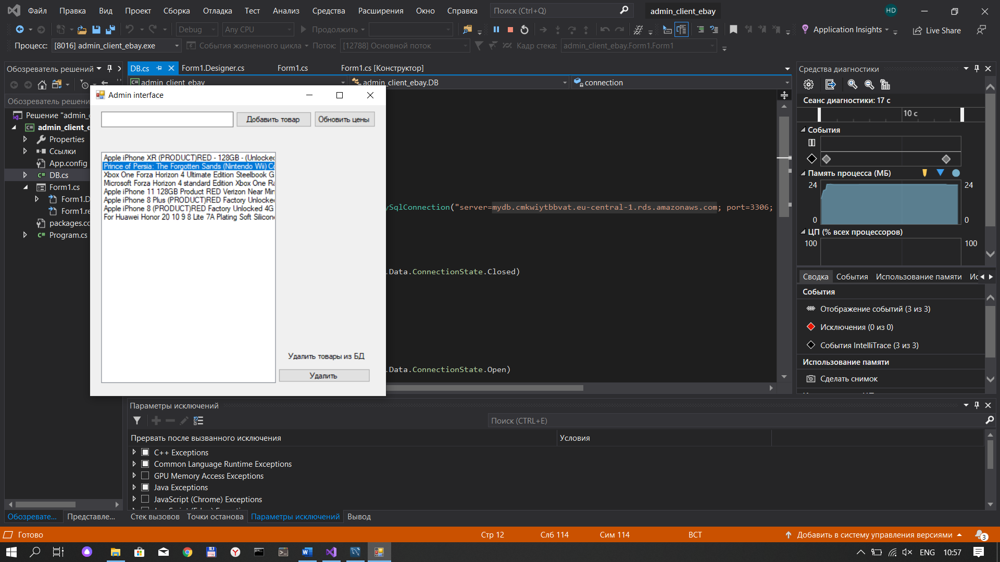 Файл Правка Вид Проект Сборка Отладка Тест Анализ Средства Расширения Окно Справка Поиск (Ctrl+Q) admin_client_ebay HD
Debug Any CPU Продолжить Application Insights Live Share
Процесс: [8016] admin_client_ebay.exe События жизненного цикла Поток: [12788] Основной поток Кадр стека: admin_client_ebay.Form1.Form1
Обозреватель решений
Обозреватель решени
Решение "admin_
admin_client_e
Properties
Ссылки
App.config
DB.cs
Form1.cs
Form1.D
Form1.re
packages.co
Program.cs
Обозревате... Представле...
DB.cs Form1.Designer.cs Form1.cs Form1.cs [Конструктор]
admin_client_ebay admin_client_ebay.DB connection
Admin interface
Добавить товар Обновить цены
Apple iPhone XR (PRODUCT)RED - 128GB - (Unlocked
Prince of Persia: The Forgotten Sands (Nintendo Wii) Co
Xbox One Forza Horizon 4 Ultimate Edition Steelbook G
Microsoft Forza Horizon 4 standard Edition Xbox One Ra
Apple iPhone 11 128GB Product RED Verizon Near Min
Apple iPhone 8 Plus (PRODUCT)RED Factory Unlocked
Apple iPhone 8 (PRODUCT)RED Factory Unlocked 4G
For Huawei Honor 20 10 9 8 Lite 7A Plating Soft Silicone
Удалить товары из БД
Удалить
ySqlConnection("server=mydb.cmkwiytbbvat.eu-central-1.rds.amazonaws.com; port=3306;
.Data.ConnectionState.Closed)
.Data.ConnectionState.Open)
Средства диагностики
Сеанс диагностики: 17 с
10 с
События
Память процесса (МБ)
24 24
0 0
ЦП (% всех процессоров)
100 100
Сводка События Использование памяти Ис
События
Отображение событий (3 из 3)
Исключения (0 из 0)
События IntelliTrace (3 из 3)
Использование памяти
Сделать снимок
Параметры исключений
Поиск (CTRL+E)
Прервать после вызванного исключения Условия
C++ Exceptions
Common Language Runtime Exceptions
GPU Memory Access Exceptions
Java Exceptions
JavaScript (Chrome) Exceptions
Стек вызовов Точки останова Параметры исключений Вывод
Готово Стр 12 Слб 114 Сим 114 ВСТ Добавить в систему управления версиями 3
ENG 10:57